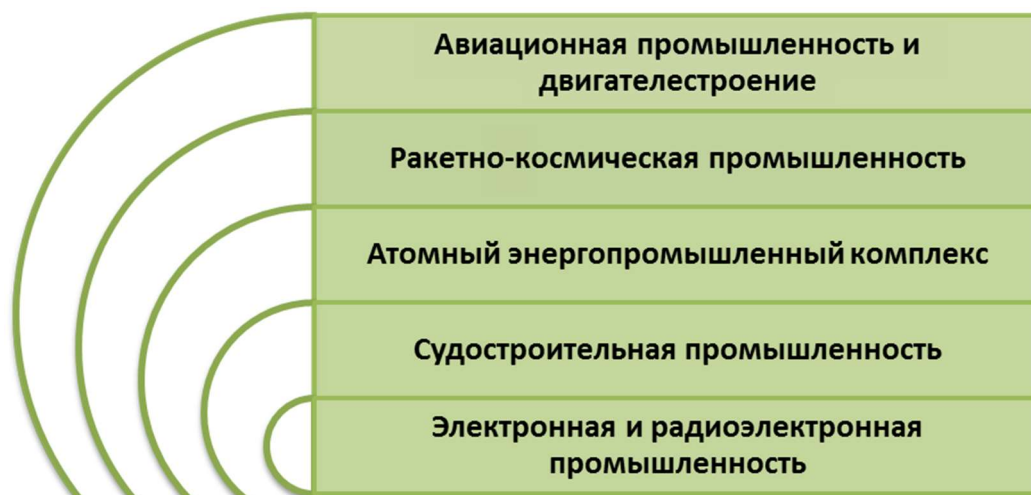 Авиационная промышленность и
двигателестроение
Ракетно-космическая промышленность
Атомный энергопромышленный комплекс
Судостроительная промышленность
Электронная и радиоэлектронная
промышленность